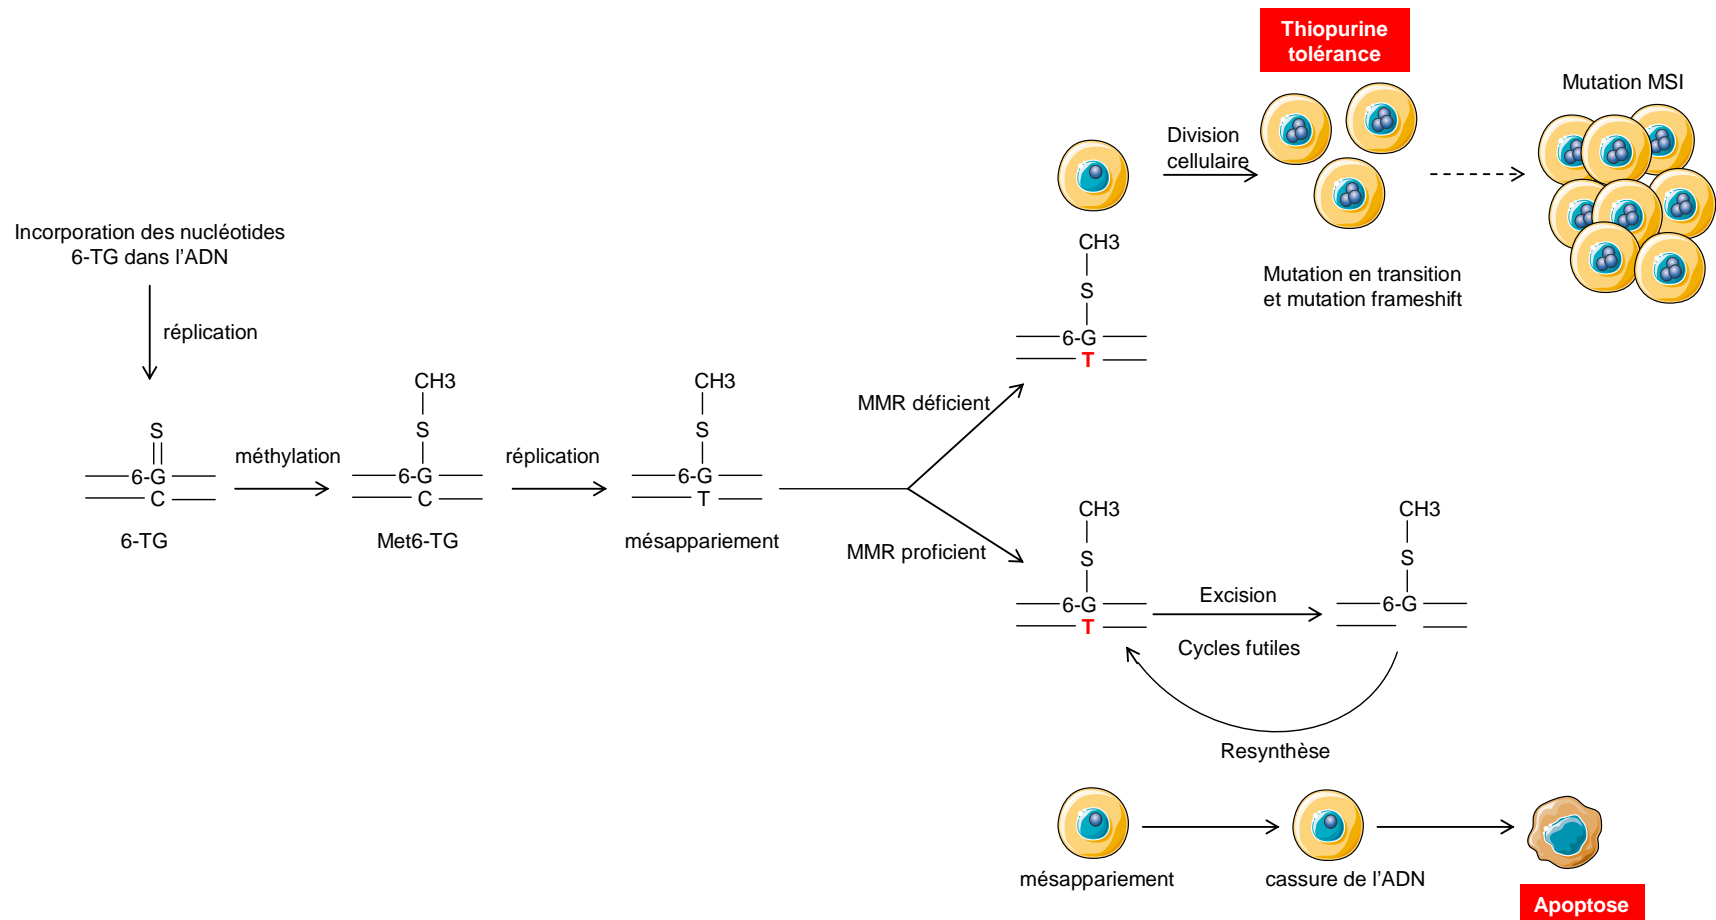 Incorporation des nucléotides
6-TG dans l'ADN
réplication
S
6-G
C
6-TG
méthylation
CH3
S
6-G
C
Met6-TG
réplication
CH3
S
6-G
T
mésappariement
MMR déficient
MMR proficient
CH3
S
6-G
T
Division
cellulaire
Thiopurine
tolérance
Mutation en transition
et mutation frameshift
Mutation MSI
CH3
S
6-G
T
Excision
Cycles futiles
CH3
S
6-G
Resynthèse
mésappariement
cassure de l'ADN
Apoptose